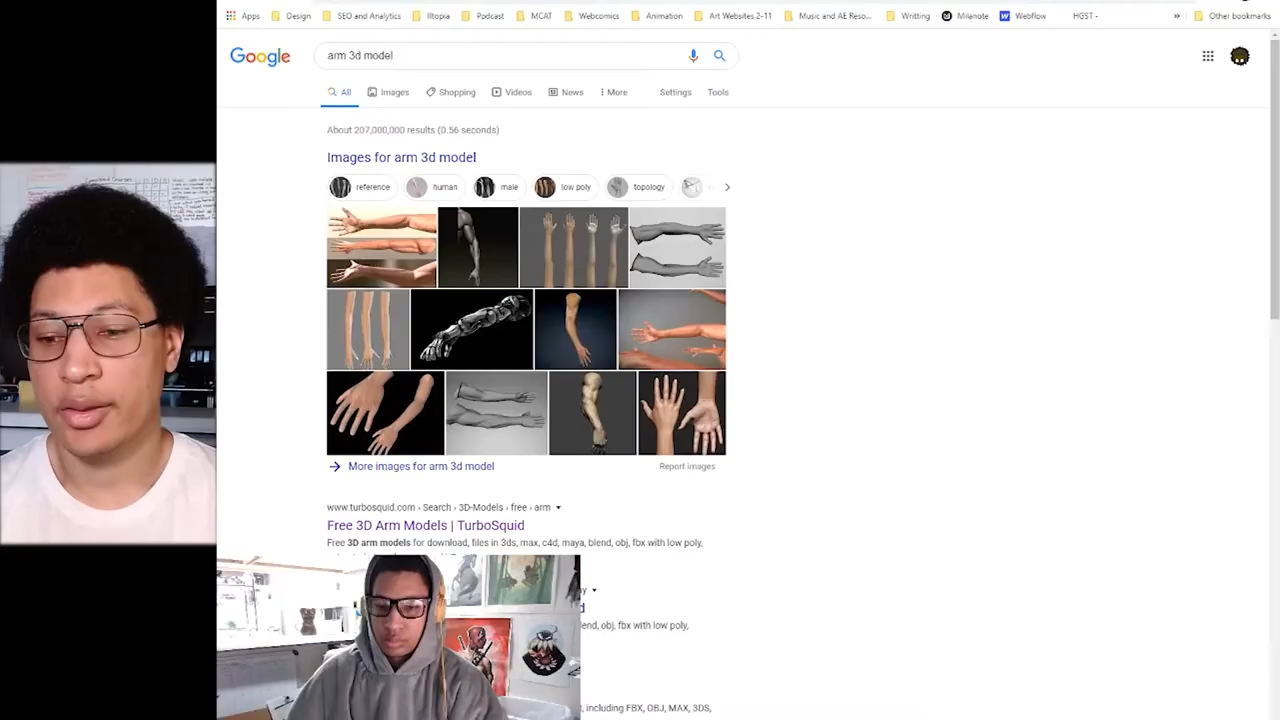 Apps
Design
SEO and Analytics
Podcast
MCAT
Webcomics
Animation
Art Websites 2-11
Music and AE Reso...
Writting
Milanote
Webflow
HGST -
»
Other bookmarks
Google
arm 3d model
All
Images
Shopping
Videos
News
More
Settings
Tools
About 207,000,000 results (0.56 seconds)
Images for arm 3d model
reference
human
male
low poly
topology
More images for arm 3d model
Report images
www.turbosquid.com › Search › 3D-Models › free › arm
Free 3D Arm Models | TurboSquid
Free 3D arm models for download, files in 3ds, max, c4d, maya, blend, obj, fbx with low poly,
obj, fbx with low poly,
including FBX, OBJ, MAX, 3DS,